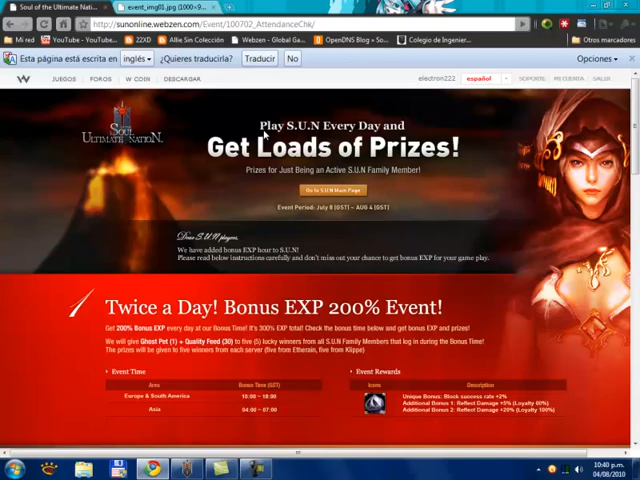 Soul of the Ultimate Nati...
event_img01.jpg (1000×9...
http://sunonline.webzen.com/Event/100702_AttendanceChk/
Mi red
YouTube - YouTube...
22XD
Allie Sin Colección
Webzen - Global Ga...
OpenDNS Blog » So...
Colegio de Ingenier...
Otros marcadores
Esta página está escrita en inglés ¿Quieres traducirla? Traducir No Opciones
JUEGOS FOROS W COIN DESCARGAR electron222 español SOPORTE MI CUENTA SALIR
SOUL
ULTIMATE NATION
Play S.U.N Every Day and
Get Loads of Prizes!
Prizes for Just Being an Active S.U.N Family Member!
Go to S.U.N Main Page
Event Period: July 8 [GST] ~ AUG 4 [GST]
Dear S.U.N players,
We have added bonus EXP hour to S.U.N!
Please read below instructions carefully and don't miss out your chance to get bonus EXP for your game play.
1 Twice a Day! Bonus EXP 200% Event!
Get 200% Bonus EXP every day at our Bonus Time! It's 300% EXP total! Check the bonus time below and get bonus EXP and prizes!
We will give Ghost Pet (1) + Quality Feed (30) to five (5) lucky winners from all S.U.N Family Members that log in during the Bonus Time!
The prizes will be given to five winners from each server (five from Etherain, five from Klippe)
Event Time
Area Bonus Time (GST)
Europe & South America 10:00 ~ 18:00
Asia 04:00 ~ 07:00
Event Rewards
Icons Description
Unique Bonus: Block success rate +2%
Additional Bonus 1: Reflect Damage +5% (Loyalty 60%)
Additional Bonus 2: Reflect Damage +20% (Loyalty 100%)
10:40 p.m.
04/08/2010